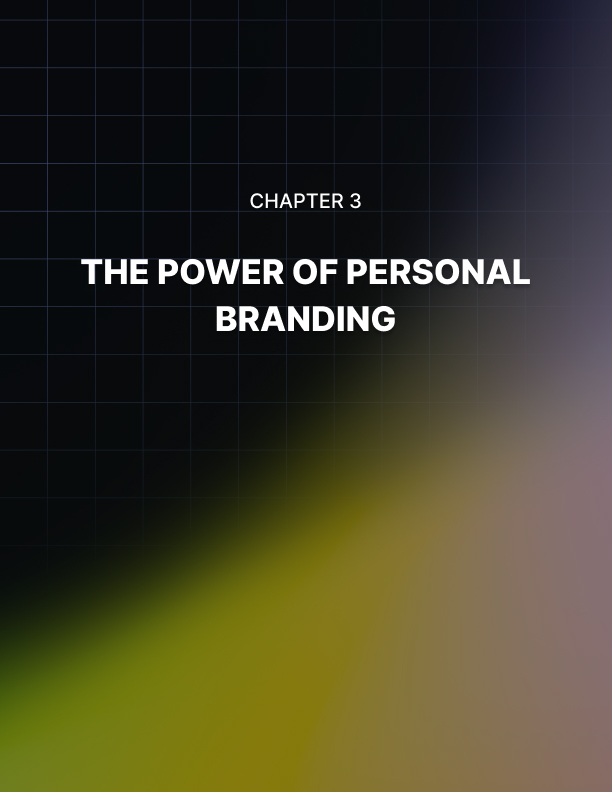 CHAPTER 3
THE POWER OF PERSONAL
BRANDING